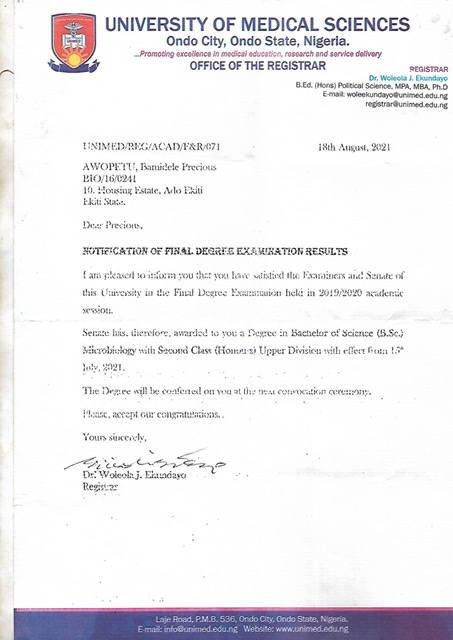 UNIVERSITY OF MEDICAL SCIENCES
Ondo City, Ondo State, Nigeria.
...Promoting excellence in medical education, research and service delivery
OFFICE OF THE REGISTRAR
REGISTRAR
Dr. Woleola J. Ekundayo
B.Ed. (Hons) Political Science, MPA, MBA, Ph.D
E-mail: woleekundayo@unimed.edu.ng
registrar@unimed.edu.ng
UNIMED/REG/ACAD/F&R/071 18th August, 2021
AWOPETU, Bamidele Precious
BIO/16/0241
10, Housing Estate, Ado Ekiti
Ekiti State.
Dear Precious,
NOTIFICATION OF FINAL DEGREE EXAMINATION RESULTS
I am pleased to inform you that you have satisfied the Examiners and Senate of
this University in the Final Degree Examination held in 2019/2020 academic
session.
Senate has, therefore, awarded to you a Degree in Bachelor of Science (B.Sc.)
Microbiology with Second Class (Honours) Upper Division with effect from 15th
July, 2021.
The Degree will be conferred on you at the next convocation ceremony.
Please, accept our congratulations..
Yours sincerely,
Dr. Woleola J. Ekundayo
Registrar
Laje Road, P.M.B. 536, Ondo City, Ondo State, Nigeria.
E-mail: info@unimed.edu.ng Website: www.unimed.edu.ng